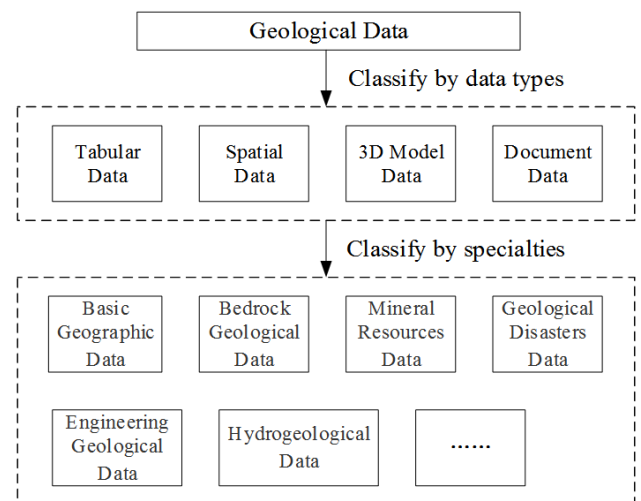 Geological Data
Classify by data types
Tabular
Data
Spatial
Data
3D Model
Data
Document
Data
Classify by specialties
Basic
Geographic
Data
Bedrock
Geological
Data
Mineral
Resources
Data
Geological
Disasters
Data
Engineering
Geological
Data
Hydrogeological
Data
……